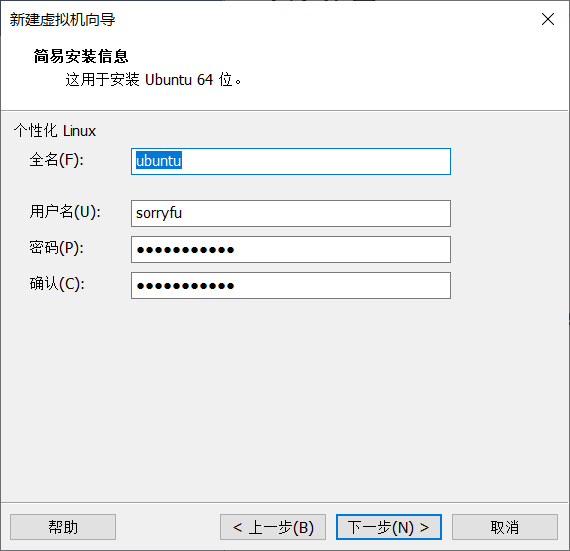 新建虚拟机向导
简易安装信息
这用于安装 Ubuntu 64 位。
个性化 Linux
全名(F): ubuntu
用户名(U): sorryfu
密码(P): ●●●●●●●●●●●
确认(C): ●●●●●●●●●●●
帮助 < 上一步(B) 下一步(N) > 取消